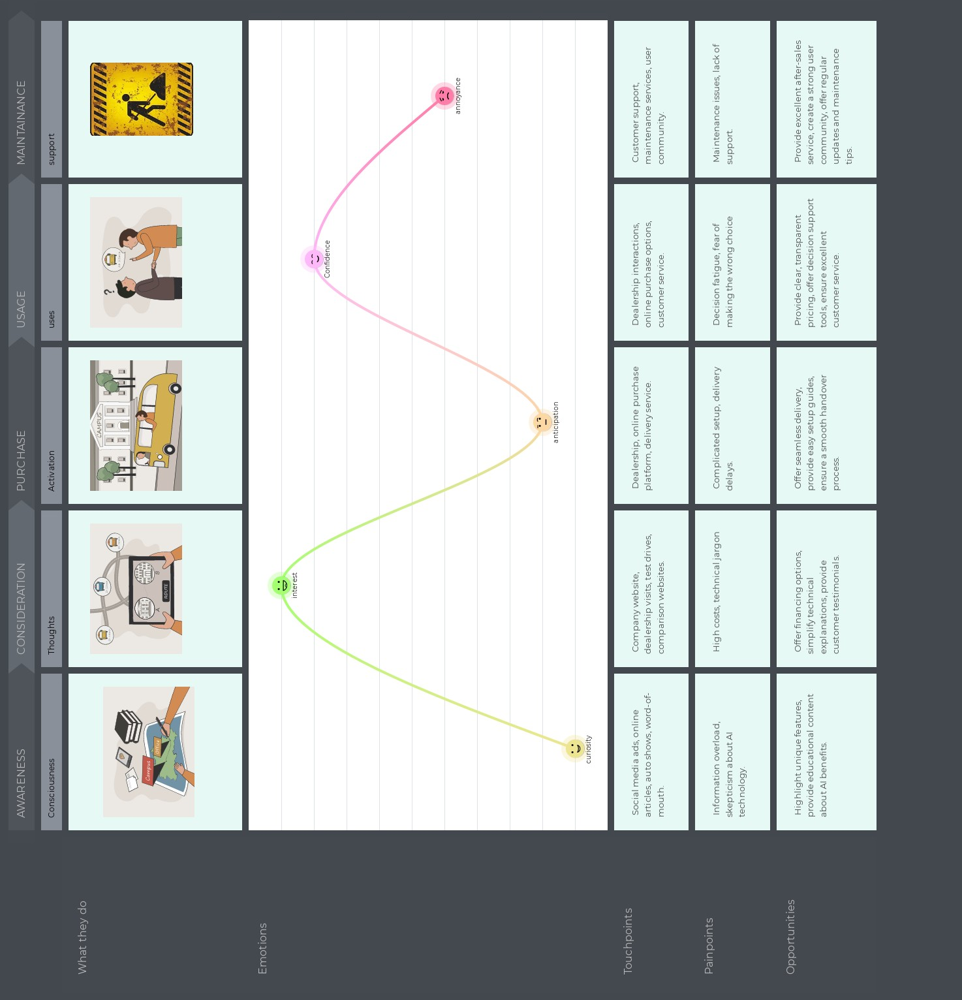 AWARENESS
CONSIDERATION
PURCHASE
USAGE
MAINTAINANCE
Consciousness
Thoughts
Activation
uses
support
What they do
Campus
Office
A
B
ROUTE
CAMPUS
?
Emotions
curiosity
interest
anticipation
Confidence
annoyance
Touchpoints
Social media ads, online
articles, auto shows, word-of-
mouth.
Company website,
dealership visits, test drives,
comparison websites.
Dealership, online purchase
platform, delivery service.
Dealership interactions,
online purchase options,
customer service.
Customer support,
maintenance services, user
community.
Painpoints
Information overload,
skepticism about AI
technology.
High costs, technical jargon
Complicated setup, delivery
delays.
Decision fatigue, fear of
making the wrong choice
Maintenance issues, lack of
support.
Opportunities
Highlight unique features,
provide educational content
about AI benefits.
Offer financing options,
simplify technical
explanations, provide
customer testimonials.
Offer seamless delivery,
provide easy setup guides,
ensure a smooth handover
process.
Provide clear, transparent
pricing, offer decision support
tools, ensure excellent
customer service.
Provide excellent after-sales
service, create a strong user
community, offer regular
updates and maintenance
tips.